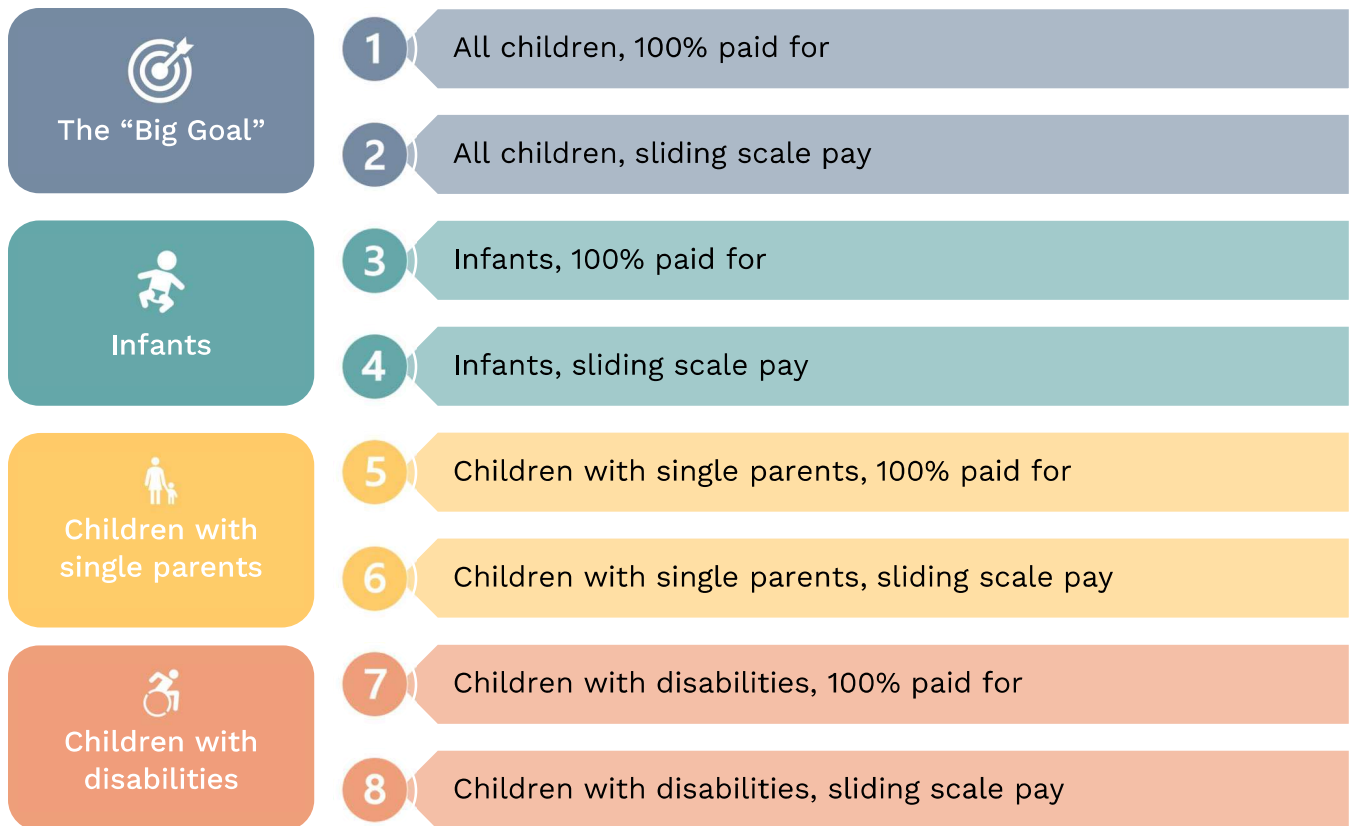 The “Big Goal”
1 All children, 100% paid for
2 All children, sliding scale pay
Infants
3 Infants, 100% paid for
4 Infants, sliding scale pay
Children with
single parents
5 Children with single parents, 100% paid for
6 Children with single parents, sliding scale pay
Children with
disabilities
7 Children with disabilities, 100% paid for
8 Children with disabilities, sliding scale pay